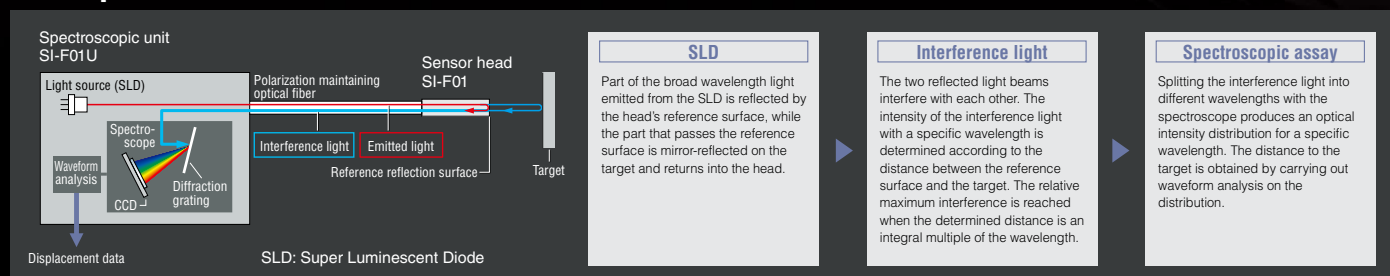 Spectroscopic unit
SI-F01U
Light source (SLD)
Polarization maintaining
optical fiber
Sensor head
SI-F01
Spectro-
scope
Waveform
analysis
Diffraction
grating
CCD
Interference light
Emitted light
Reference reflection surface
Target
Displacement data
SLD: Super Luminescent Diode
SLD
Part of the broad wavelength light
emitted from the SLD is reflected by
the head's reference surface, while
the part that passes the reference
surface is mirror-reflected on the
target and returns into the head.
Interference light
The two reflected light beams
interfere with each other. The
intensity of the interference light
with a specific wavelength is
determined according to the
distance between the reference
surface and the target. The relative
maximum interference is reached
when the determined distance is an
integral multiple of the wavelength.
Spectroscopic assay
Splitting the interference light into
different wavelengths with the
spectroscope produces an optical
intensity distribution for a specific
wavelength. The distance to the
target is obtained by carrying out
waveform analysis on the
distribution.